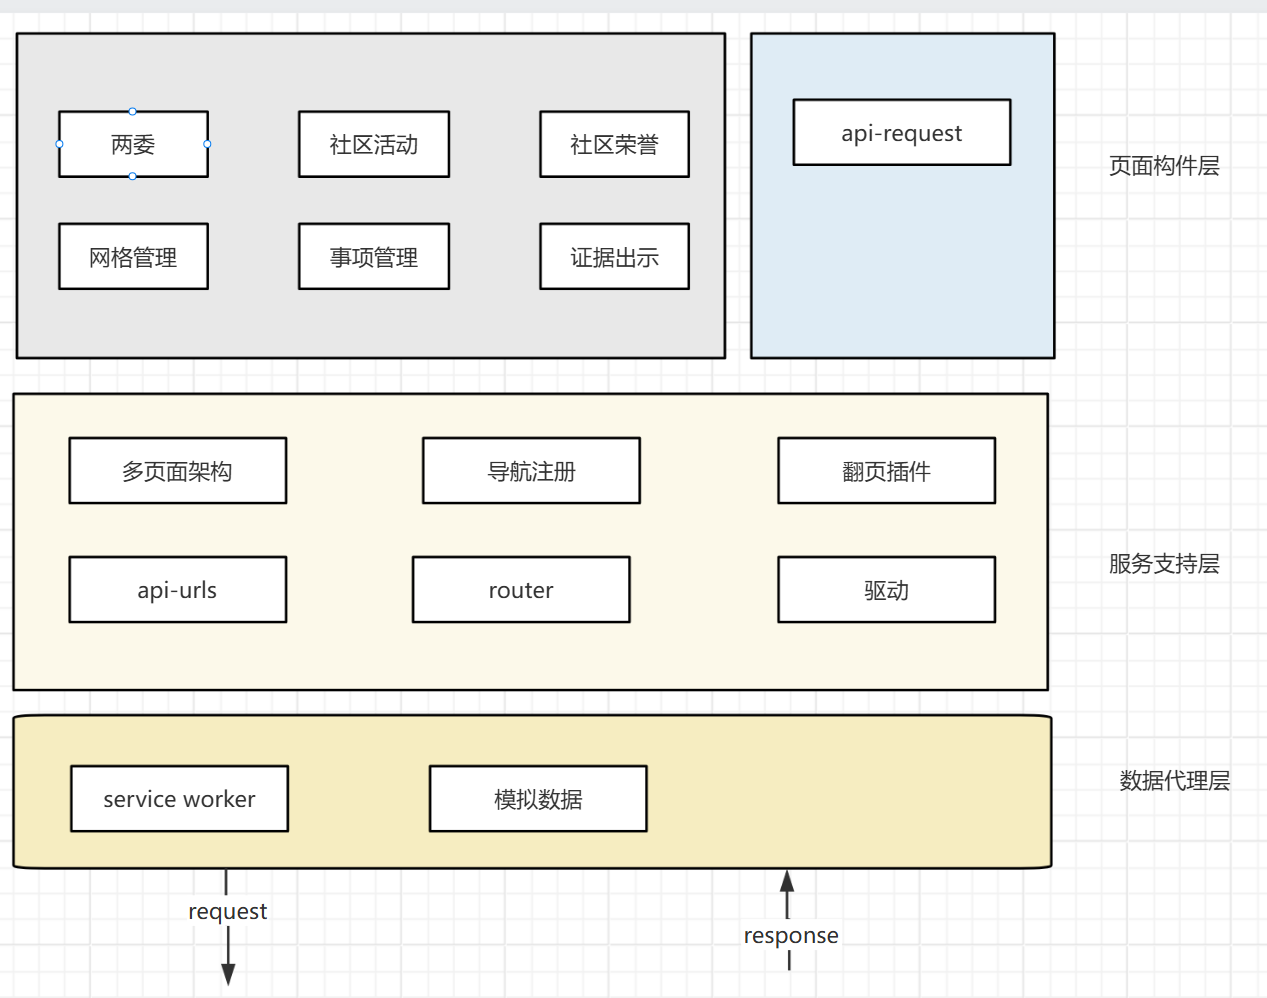 两委
社区活动
社区荣誉
api-request
页面构件层
网格管理
事项管理
证据出示
多页面架构
导航注册
翻页插件
服务支持层
api-urls
router
驱动
数据代理层
service worker
模拟数据
request
response